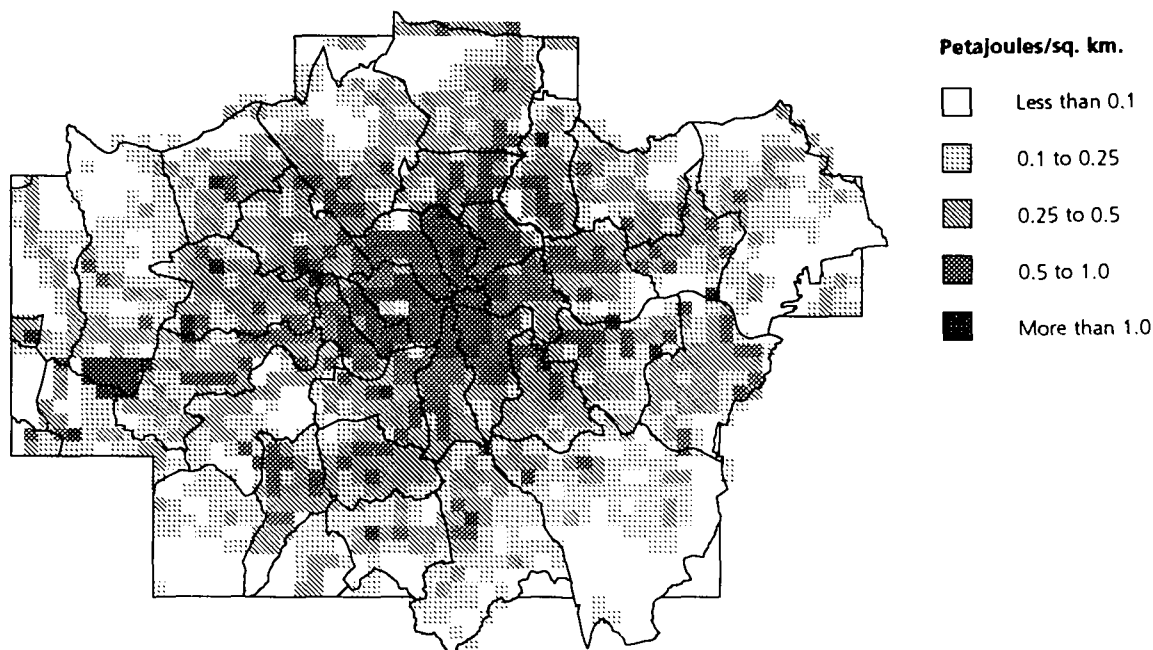 Petajoules/sq. km.
Less than 0.1
0.1 to 0.25
0.25 to 0.5
0.5 to 1.0
More than 1.0